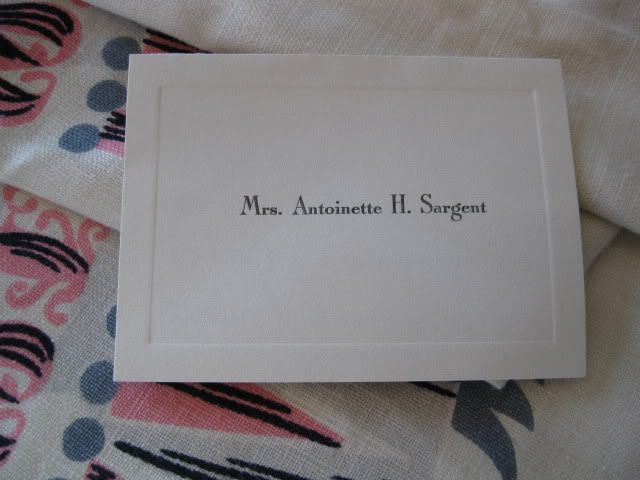 Mrs. Antoinette H. Sargent